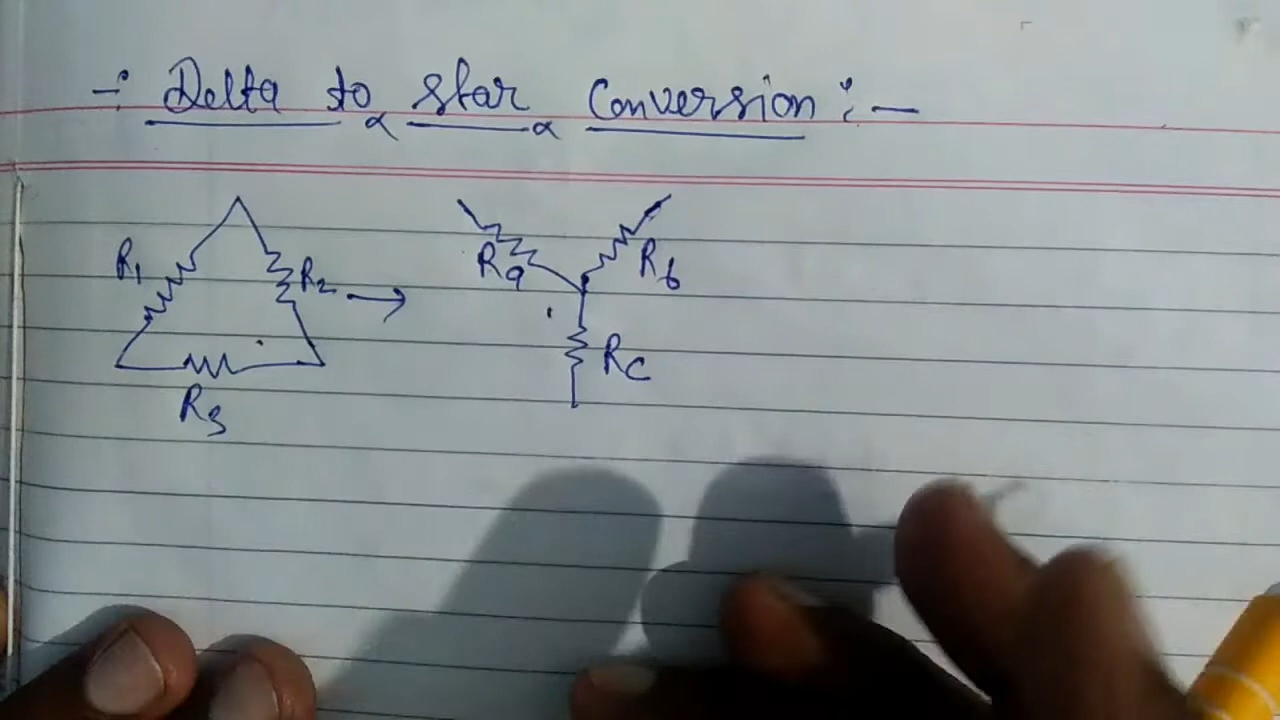 -: Delta to star Conversion :-
R1 R2 → Ra Rb
R3 Rc